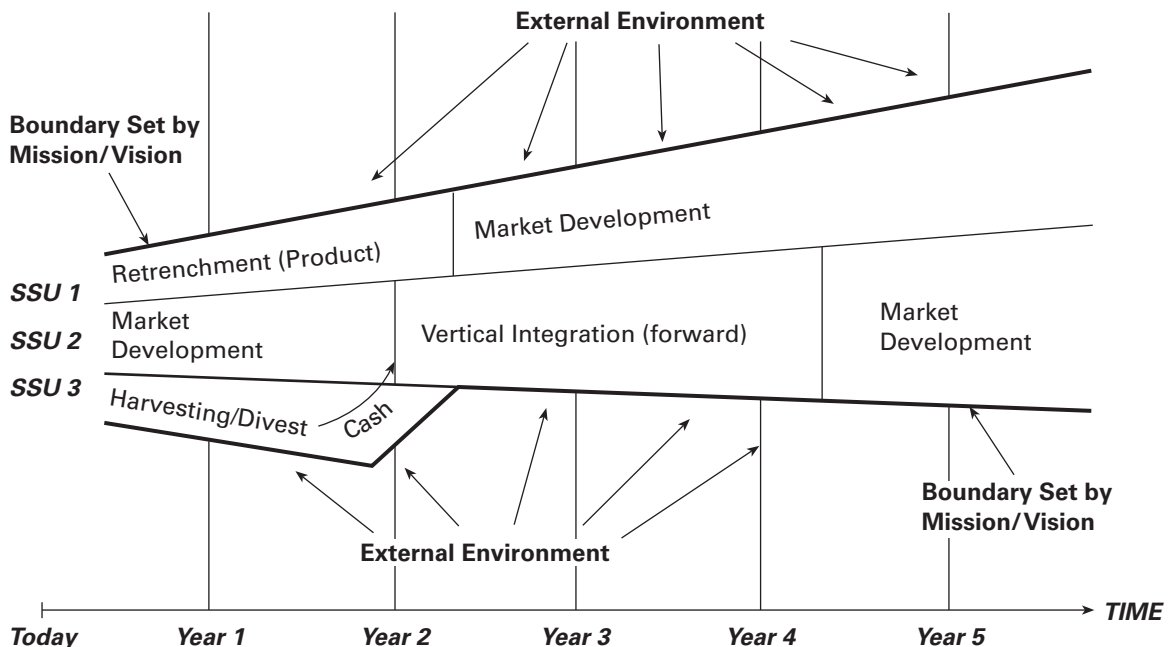 External Environment
Boundary Set by
Mission/Vision
Market Development
Retrenchment (Product)
SSU 1
Market
Development
SSU 2
Vertical Integration (forward)
Market
Development
SSU 3
Harvesting/Divest
Cash
Boundary Set by
Mission/Vision
External Environment
TIME
Today
Year 1
Year 2
Year 3
Year 4
Year 5